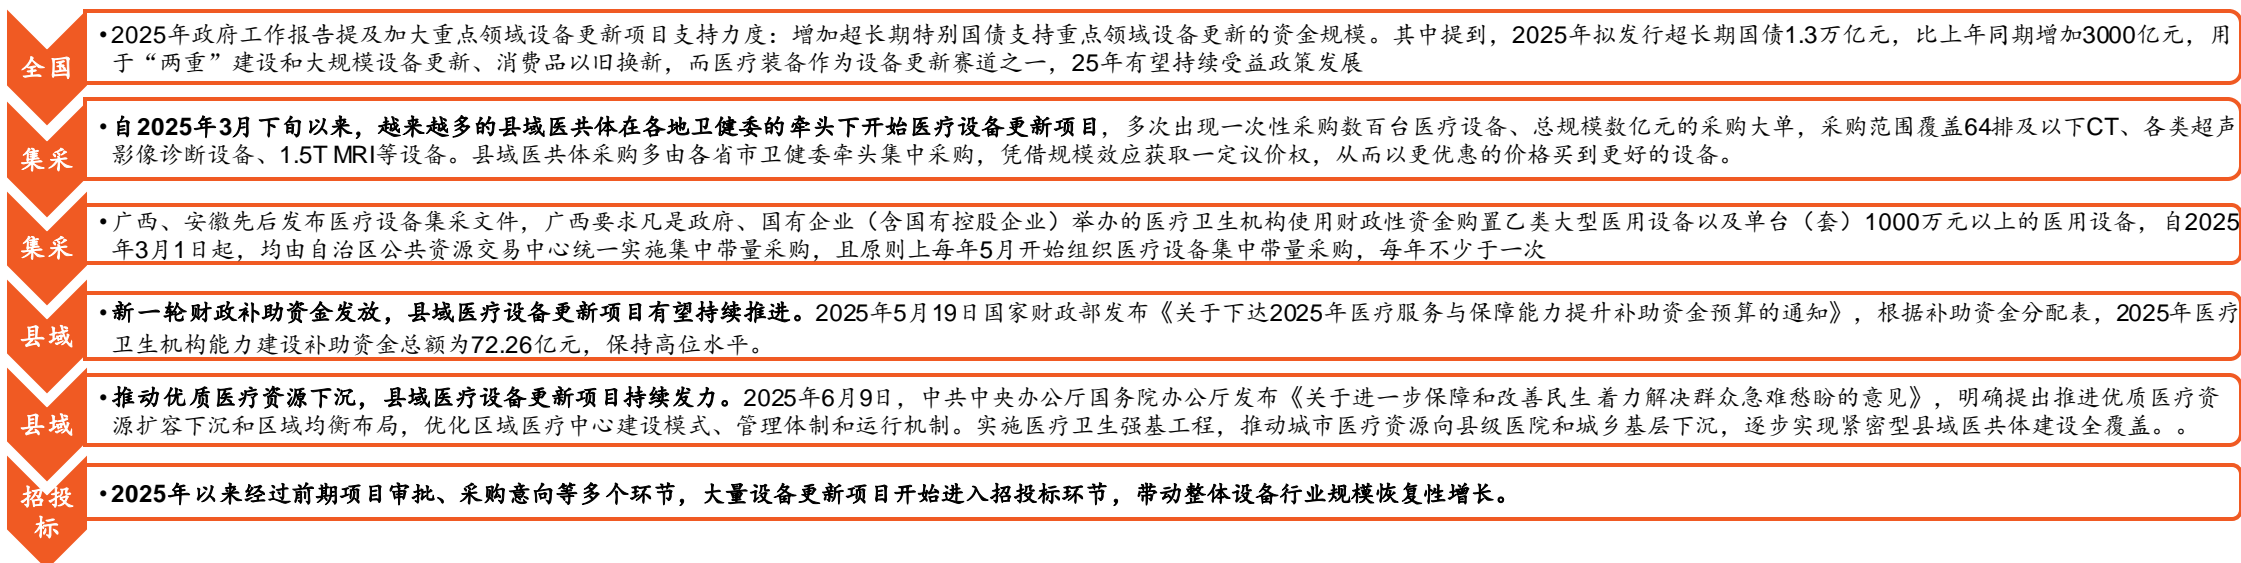 全国
•2025年政府工作报告提及加大重点领域设备更新项目支持力度：增加超长期特别国债支持重点领域设备更新的资金规模。其中提到，2025年拟发行超长期国债1.3万亿元，比上年同期增加3000亿元，用
于“两重”建设和大规模设备更新、消费品以旧换新，而医疗装备作为设备更新赛道之一，25年有望持续受益政策发展
集采
•自2025年3月下旬以来，越来越多的县域医共体在各地卫健委的牵头下开始医疗设备更新项目，多次出现一次性采购数百台医疗设备、总规模数亿元的采购大单，采购范围覆盖64排及以下CT、各类超声
影像诊断设备、1.5T MRI等设备。县域医共体采购多由各省市卫健委牵头集中采购，凭借规模效应获取一定议价权，从而以更优惠的价格买到更好的设备。
集采
•广西、安徽先后发布医疗设备集采文件，广西要求凡是政府、国有企业（含国有控股企业）举办的医疗卫生机构使用财政性资金购置乙类大型医用设备以及单台（套）1000万元以上的医用设备，自2025
年3月1日起，均由自治区公共资源交易中心统一实施集中带量采购，且原则上每年5月开始组织医疗设备集中带量采购，每年不少于一次
县域
•新一轮财政补助资金发放，县域医疗设备更新项目有望持续推进。2025年5月19日国家财政部发布《关于下达2025年医疗服务与保障能力提升补助资金预算的通知》，根据补助资金分配表，2025年医疗
卫生机构能力建设补助资金总额为72.26亿元，保持高位水平。
县域
•推动优质医疗资源下沉，县域医疗设备更新项目持续发力。2025年6月9日，中共中央办公厅国务院办公厅发布《关于进一步保障和改善民生 着力解决群众急难愁盼的意见》，明确提出推进优质医疗资
源扩容下沉和区域均衡布局，优化区域医疗中心建设模式、管理体制和运行机制。实施医疗卫生强基工程，推动城市医疗资源向县级医院和城乡基层下沉，逐步实现紧密型县域医共体建设全覆盖。。
招投
标
•2025年以来经过前期项目审批、采购意向等多个环节，大量设备更新项目开始进入招投标环节，带动整体设备行业规模恢复性增长。